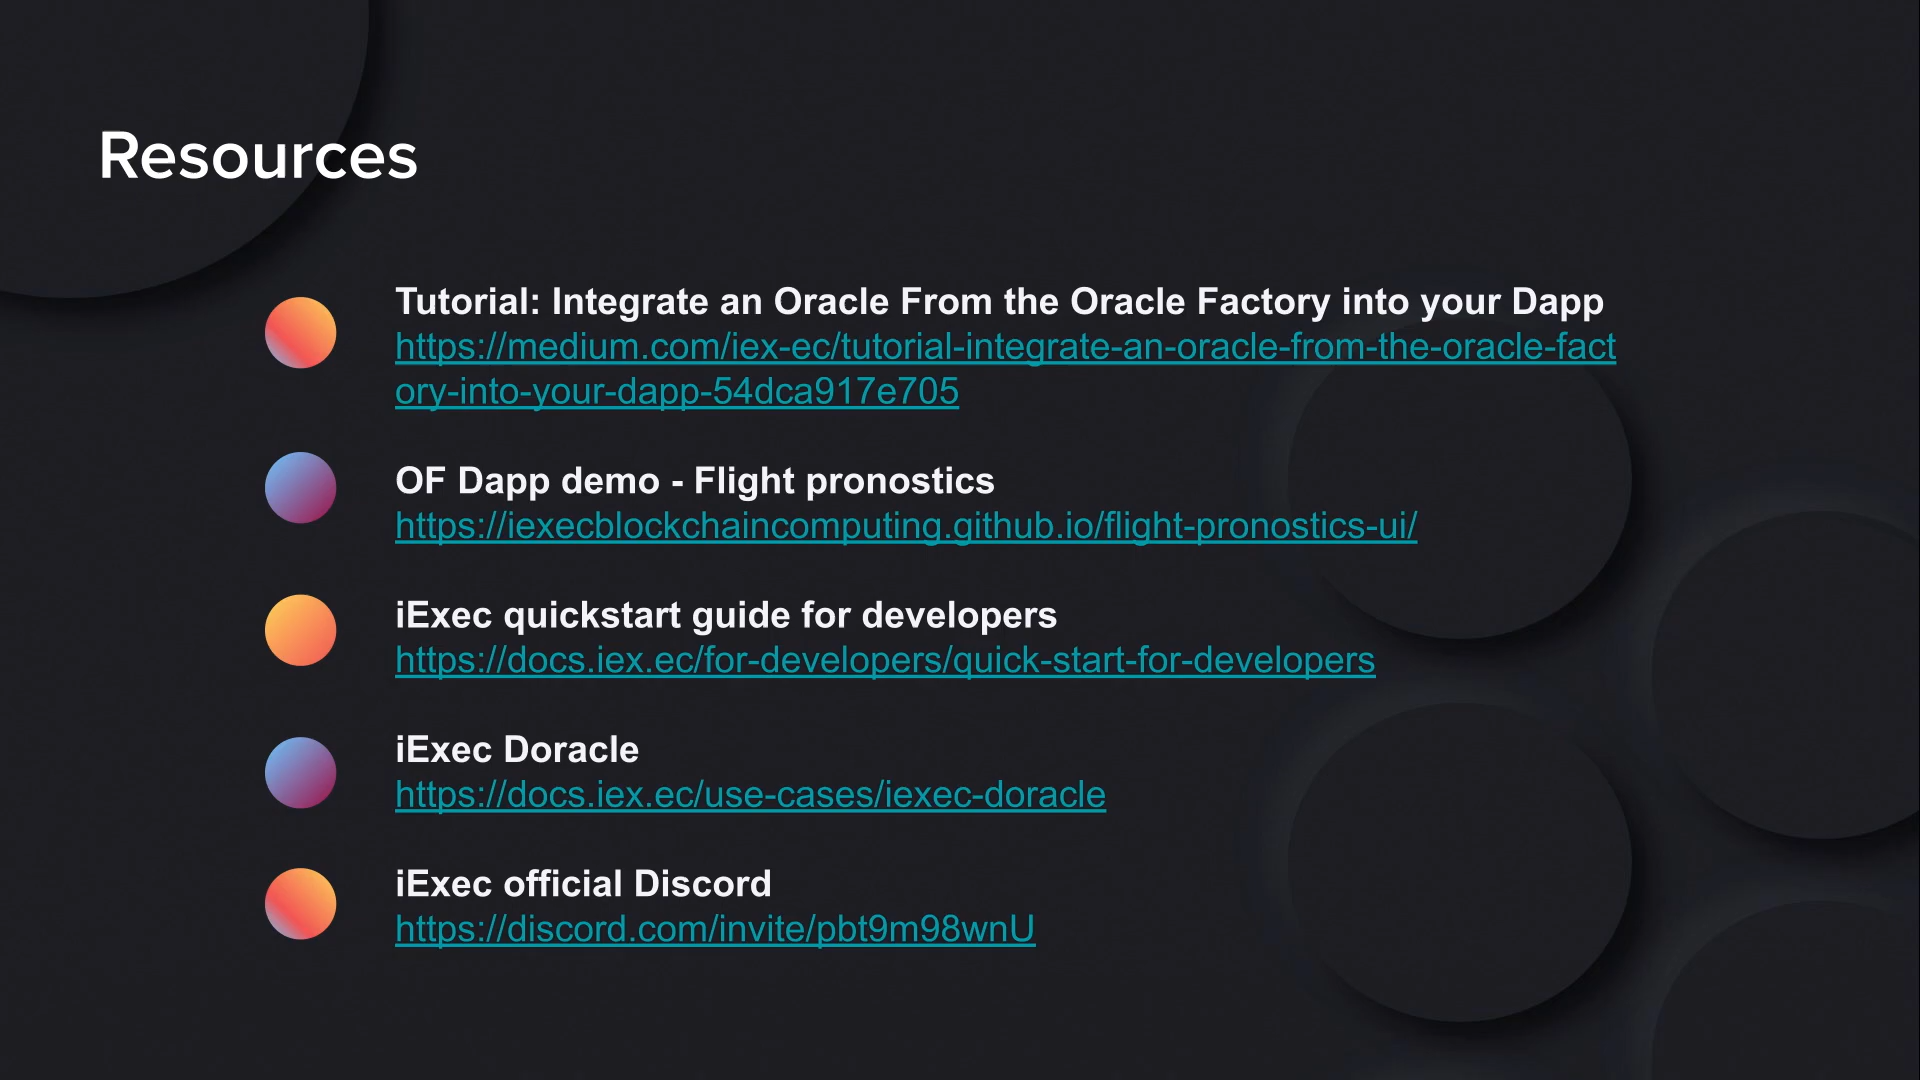 Resources
Tutorial: Integrate an Oracle From the Oracle Factory into your Dapp
https://medium.com/iex-ec/tutorial-integrate-an-oracle-from-the-oracle-fact
ory-into-your-dapp-54dca917e705
OF Dapp demo - Flight pronostics
https://iexecblockchaincomputing.github.io/flight-pronostics-ui/
iExec quickstart guide for developers
https://docs.iex.ec/for-developers/quick-start-for-developers
iExec Doracle
https://docs.iex.ec/use-cases/iexec-doracle
iExec official Discord
https://discord.com/invite/pbt9m98wnU